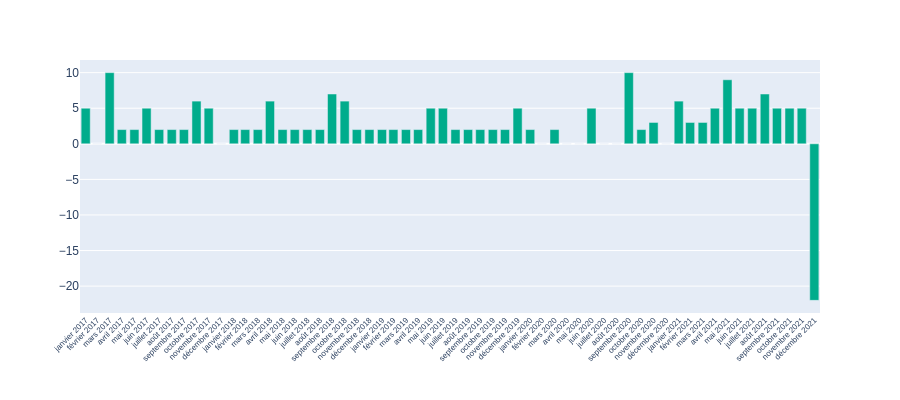 10
5
0
−5
−10
−15
−20
janvier 2017
février 2017
mars 2017
avril 2017
mai 2017
juin 2017
juillet 2017
août 2017
septembre 2017
octobre 2017
novembre 2017
décembre 2017
janvier 2018
février 2018
mars 2018
avril 2018
mai 2018
juin 2018
juillet 2018
août 2018
septembre 2018
octobre 2018
novembre 2018
décembre 2018
janvier 2019
février 2019
mars 2019
avril 2019
mai 2019
juin 2019
juillet 2019
août 2019
septembre 2019
octobre 2019
novembre 2019
décembre 2019
janvier 2020
février 2020
mars 2020
avril 2020
mai 2020
juin 2020
juillet 2020
août 2020
septembre 2020
octobre 2020
novembre 2020
décembre 2020
janvier 2021
février 2021
mars 2021
avril 2021
mai 2021
juin 2021
juillet 2021
août 2021
septembre 2021
octobre 2021
novembre 2021
décembre 2021